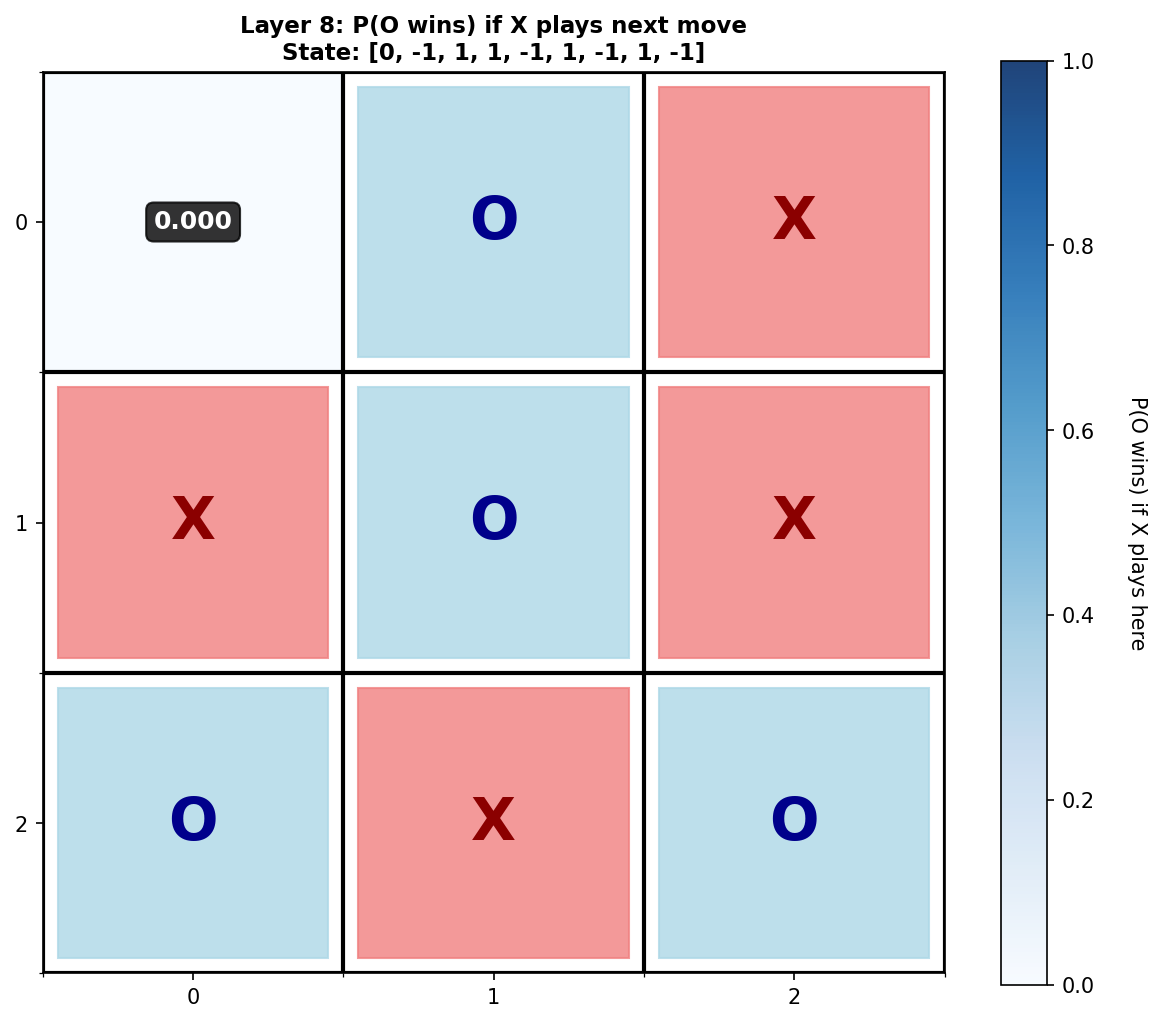 Layer 8: P(O wins) if X plays next move
State: [0, -1, 1, 1, -1, 1, -1, 1, -1]
0.000
O
X
X
O
X
O
X
O
0
1
2
0
1
2
1.0
0.8
0.6
0.4
0.2
0.0
P(O wins) if X plays here